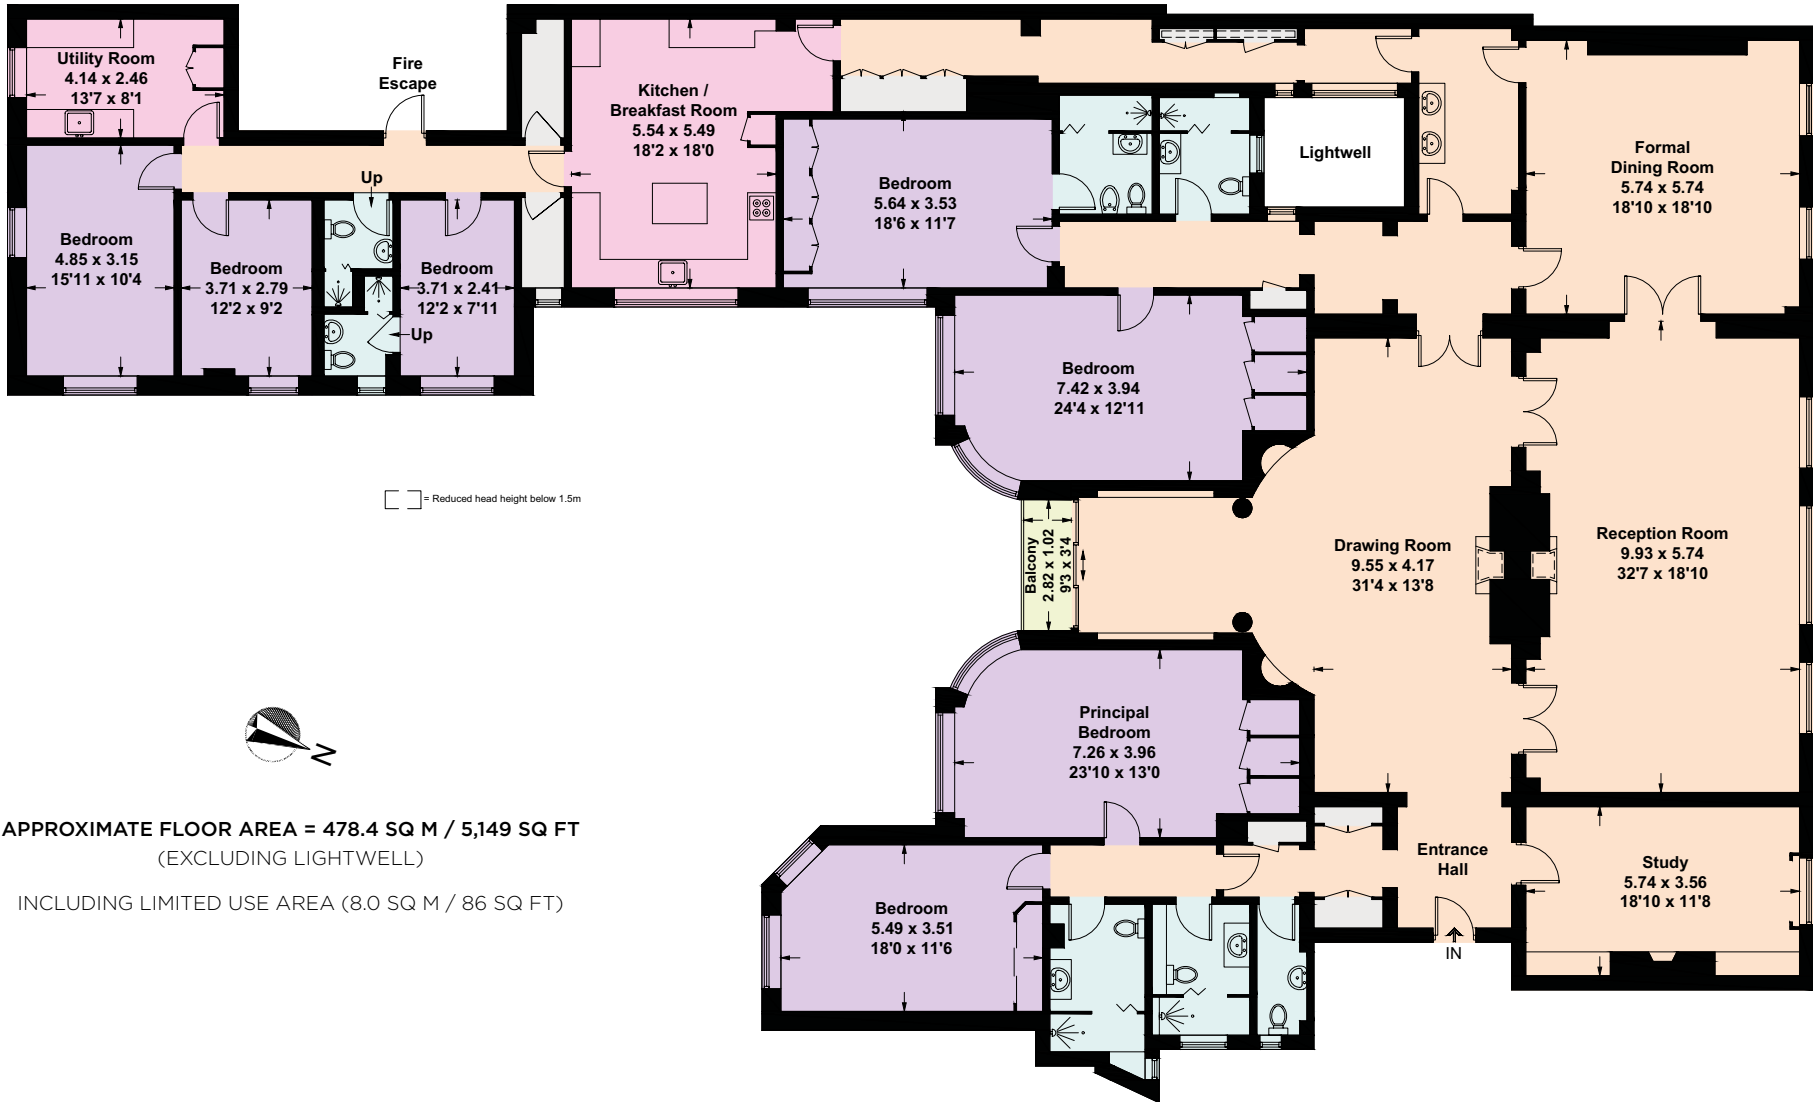 Utility Room
4.14 x 2.46
13'7 x 8'1
Fire
Escape
Kitchen /
Breakfast Room
5.54 x 5.49
18'2 x 18'0
Lightwell
Formal
Dining Room
5.74 x 5.74
18'10 x 18'10
Up
Bedroom
5.64 x 3.53
18'6 x 11'7
Bedroom
4.85 x 3.15
15'11 x 10'4
Bedroom
3.71 x 2.79
12'2 x 9'2
Bedroom
3.71 x 2.41
12'2 x 7'11
Up
Bedroom
7.42 x 3.94
24'4 x 12'11
= Reduced head height below 1.5m
Balcony
2.82 x 1.02
9'3 x 3'4
Drawing Room
9.55 x 4.17
31'4 x 13'8
Reception Room
9.93 x 5.74
32'7 x 18'10
Principal
Bedroom
7.26 x 3.96
23'10 x 13'0
N
APPROXIMATE FLOOR AREA = 478.4 SQ M / 5,149 SQ FT
(EXCLUDING LIGHTWELL)
INCLUDING LIMITED USE AREA (8.0 SQ M / 86 SQ FT)
Entrance
Hall
Study
5.74 x 3.56
18'10 x 11'8
Bedroom
5.49 x 3.51
18'0 x 11'6
IN